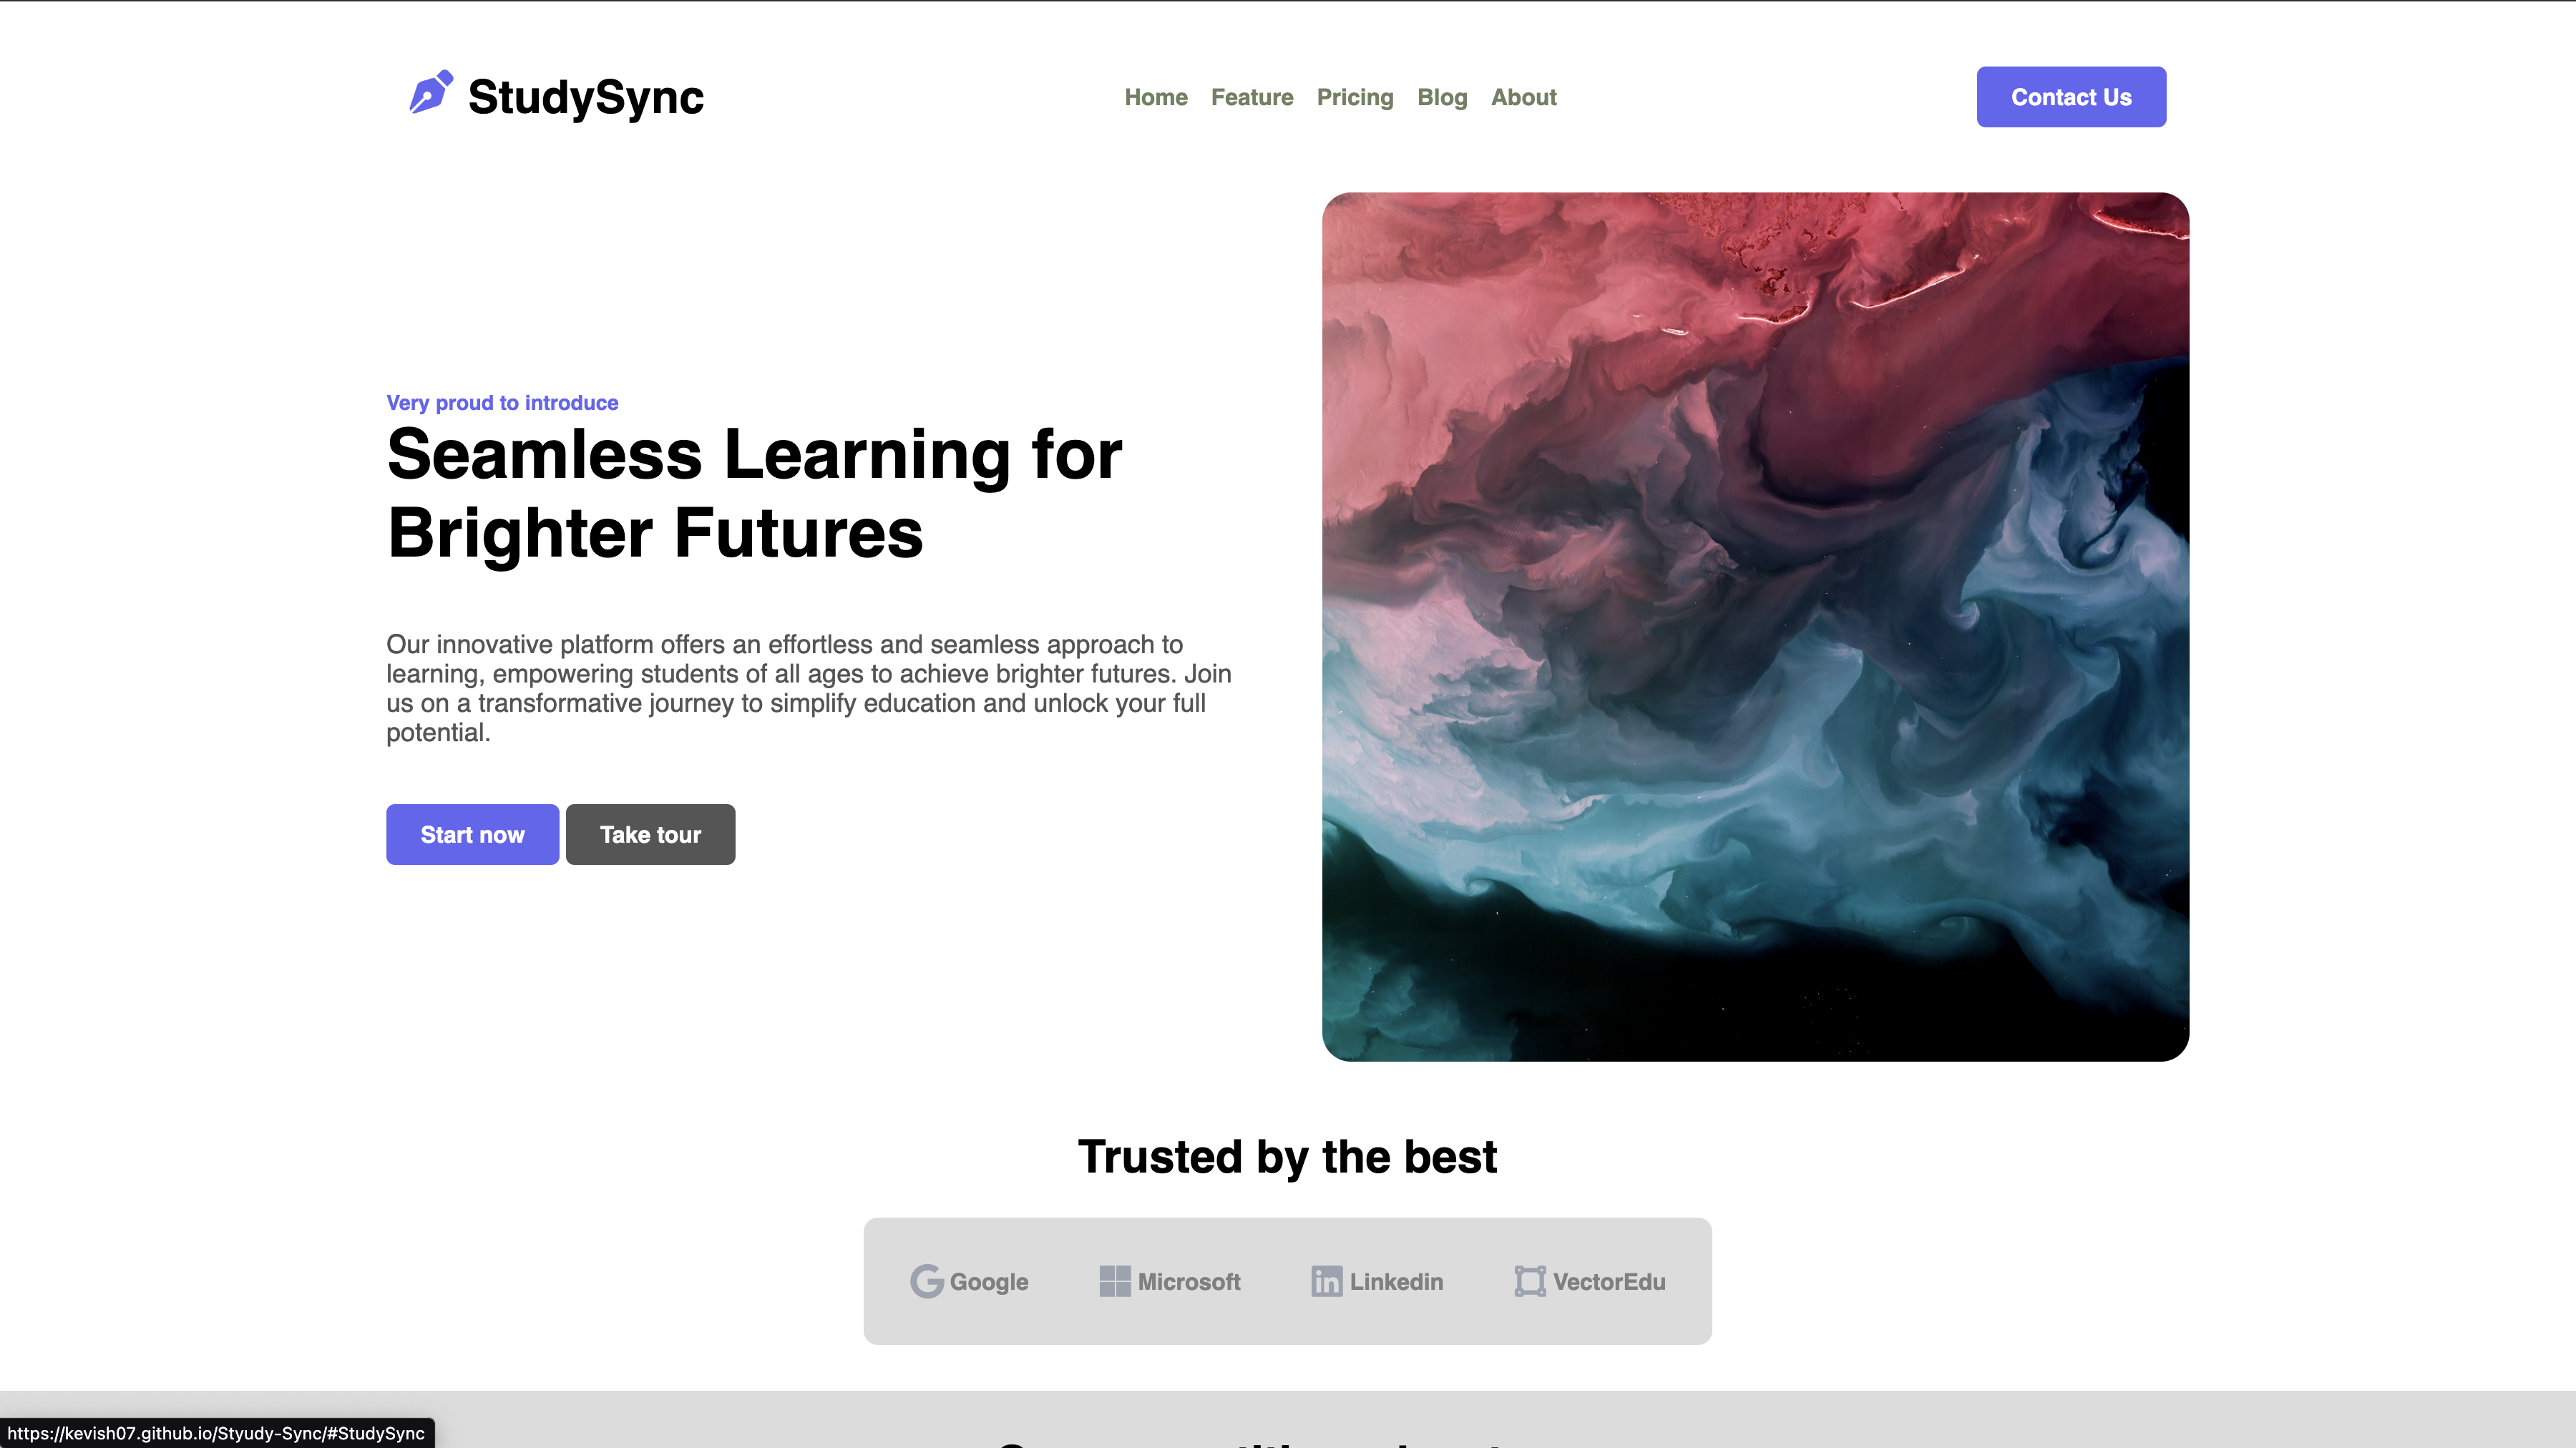 StudySync
Home Feature Pricing Blog About
Contact Us
Very proud to introduce
Seamless Learning for
Brighter Futures
Our innovative platform offers an effortless and seamless approach to
learning, empowering students of all ages to achieve brighter futures. Join
us on a transformative journey to simplify education and unlock your full
potential.
Start now Take tour
Trusted by the best
Google Microsoft Linkedin VectorEdu
https://kevish07.github.io/Styudy-Sync/#StudySync